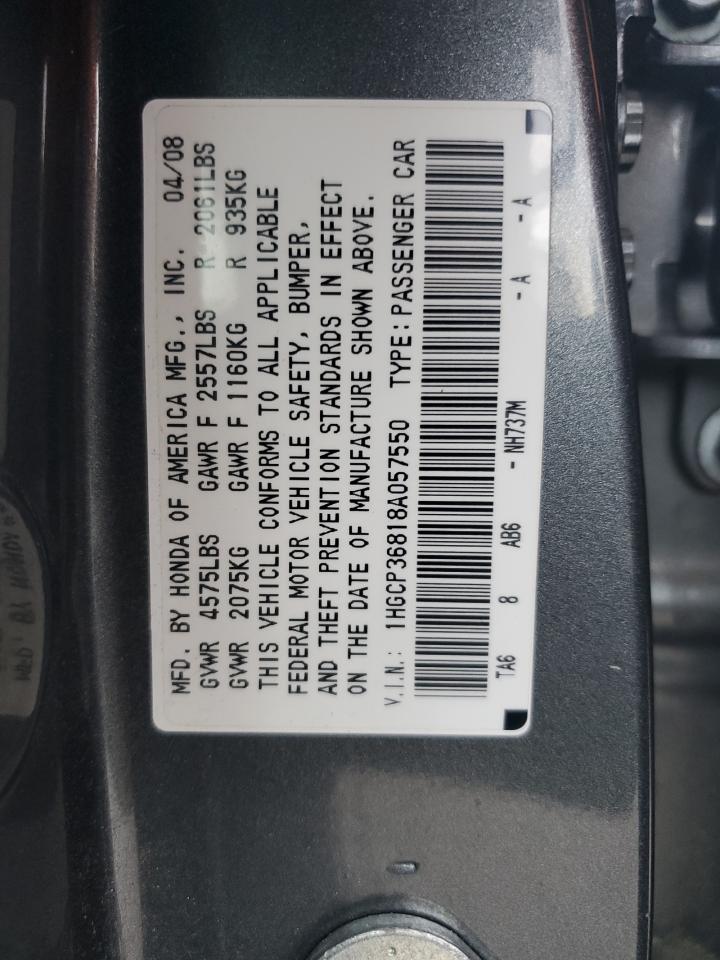 MFD. BY HONDA OF AMERICA MFG., INC. 04/08
GVWR 4575LBS GAWR F 2557LBS R 2061LBS
GVWR 2075KG GAWR F 1160KG R 935KG
THIS VEHICLE CONFORMS TO ALL APPLICABLE
FEDERAL MOTOR VEHICLE SAFETY, BUMPER,
AND THEFT PREVENTION STANDARDS IN EFFECT
ON THE DATE OF MANUFACTURE SHOWN ABOVE.
V.I.N.: 1HGCP36818A057550 TYPE:PASSENGER CAR
TA6 8 AB6 - NH737M - A - A